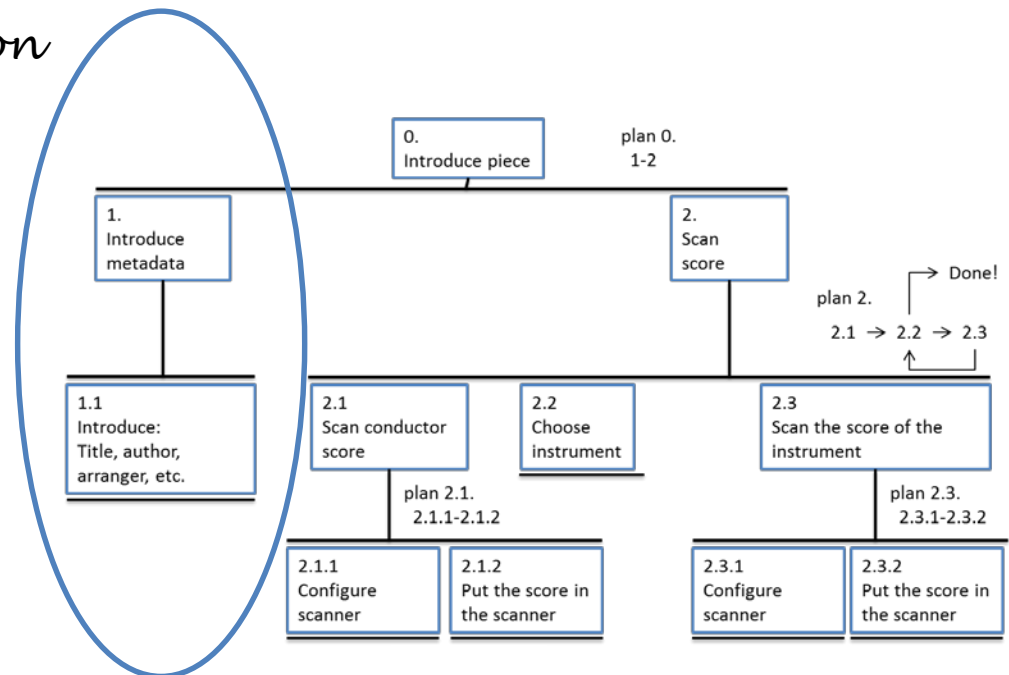 on
0.
Introduce piece
plan 0.
1-2
1.
Introduce
metadata
2.
Scan
score
Done!
plan 2.
2.1 → 2.2 → 2.3
1.1
Introduce:
Title, author,
arranger, etc.
2.1
Scan conductor
score
2.2
Choose
instrument
2.3
Scan the score of the
instrument
plan 2.1.
2.1.1-2.1.2
plan 2.3.
2.3.1-2.3.2
2.1.1
Configure
scanner
2.1.2
Put the score in
the scanner
2.3.1
Configure
scanner
2.3.2
Put the score in
the scanner